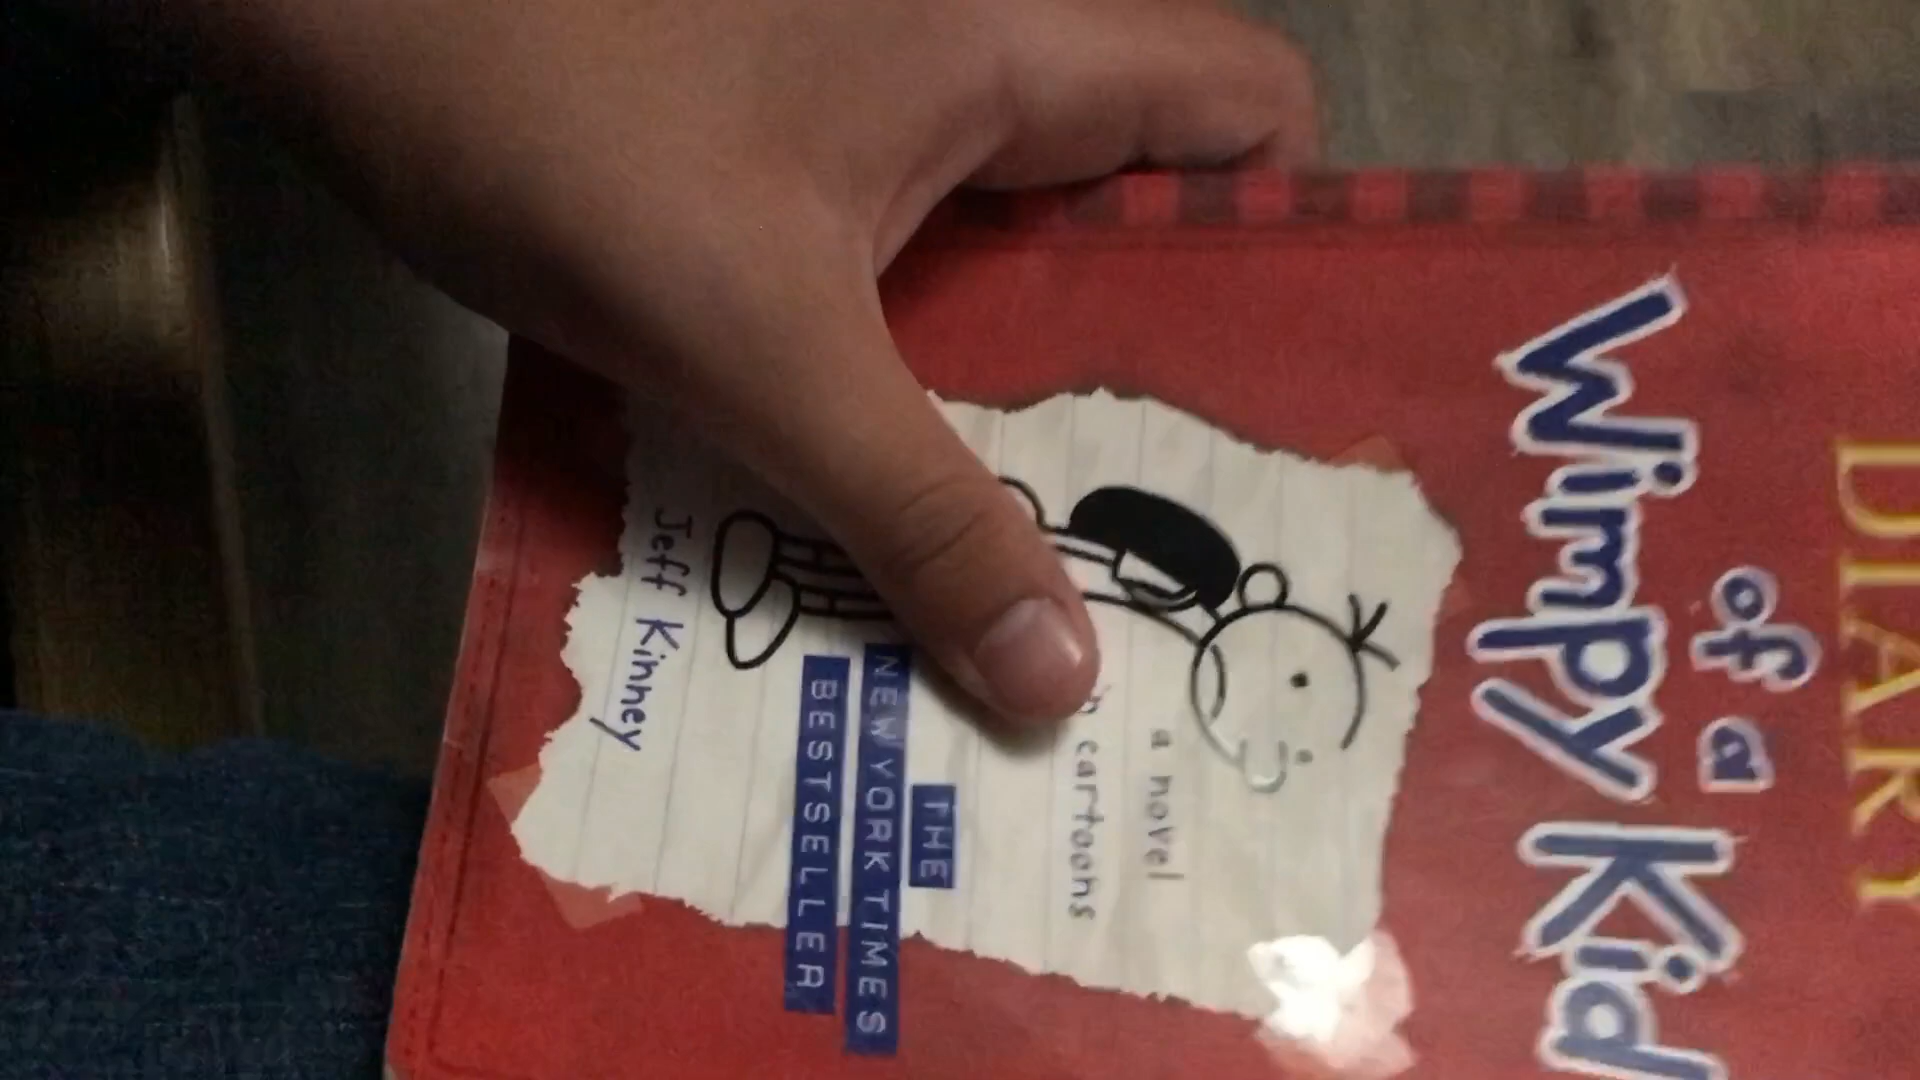 DIARY
of a
Wimpy Kid
a novel
cartoons
THE
NEW YORK TIMES
BESTSELLER
Jeff Kinney